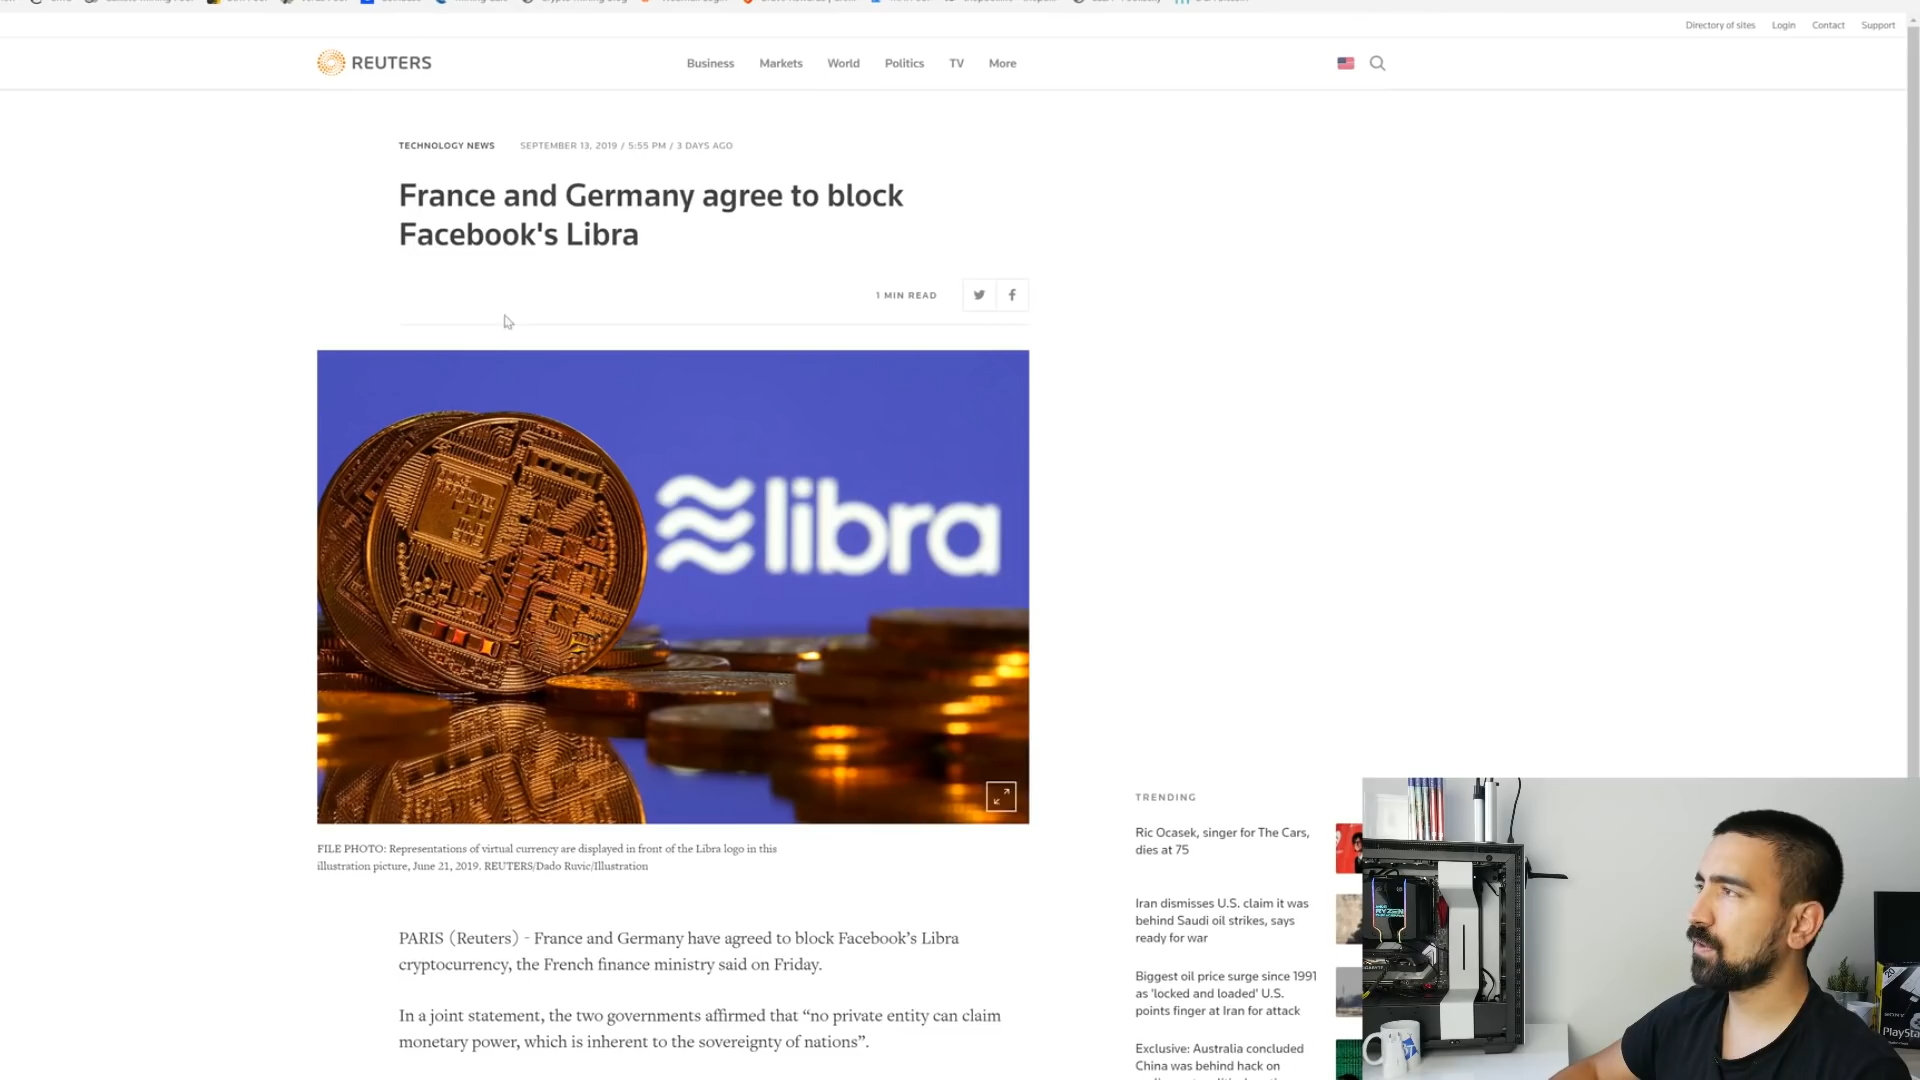 Directory of sites Login Contact Support
REUTERS Business Markets World Politics TV More
TECHNOLOGY NEWS SEPTEMBER 13, 2019 / 5:55 PM / 3 DAYS AGO
France and Germany agree to block
Facebook's Libra
1 MIN READ
libra
FILE PHOTO: Representations of virtual currency are displayed in front of the Libra logo in this
illustration picture, June 21, 2019. REUTERS/Dado Ruvic/Illustration
PARIS (Reuters) - France and Germany have agreed to block Facebook’s Libra
cryptocurrency, the French finance ministry said on Friday.
In a joint statement, the two governments affirmed that “no private entity can claim
monetary power, which is inherent to the sovereignty of nations”.
TRENDING
Ric Ocasek, singer for The Cars,
dies at 75
Iran dismisses U.S. claim it was
behind Saudi oil strikes, says
ready for war
Biggest oil price surge since 1991
as 'locked and loaded' U.S.
points finger at Iran for attack
Exclusive: Australia concluded
China was behind hack on
RYZEN
20
SONY
PlaySta